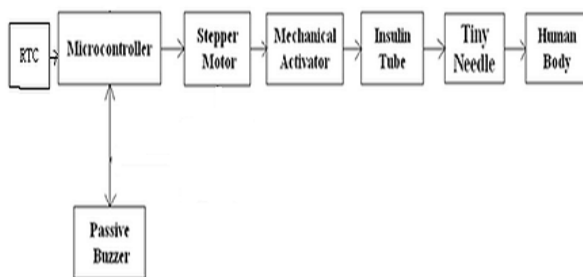 RTC
Microcontroller
Stepper
Motor
Mechanical
Activator
Insulin
Tube
Tiny
Needle
Human
Body
Passive
Buzzer